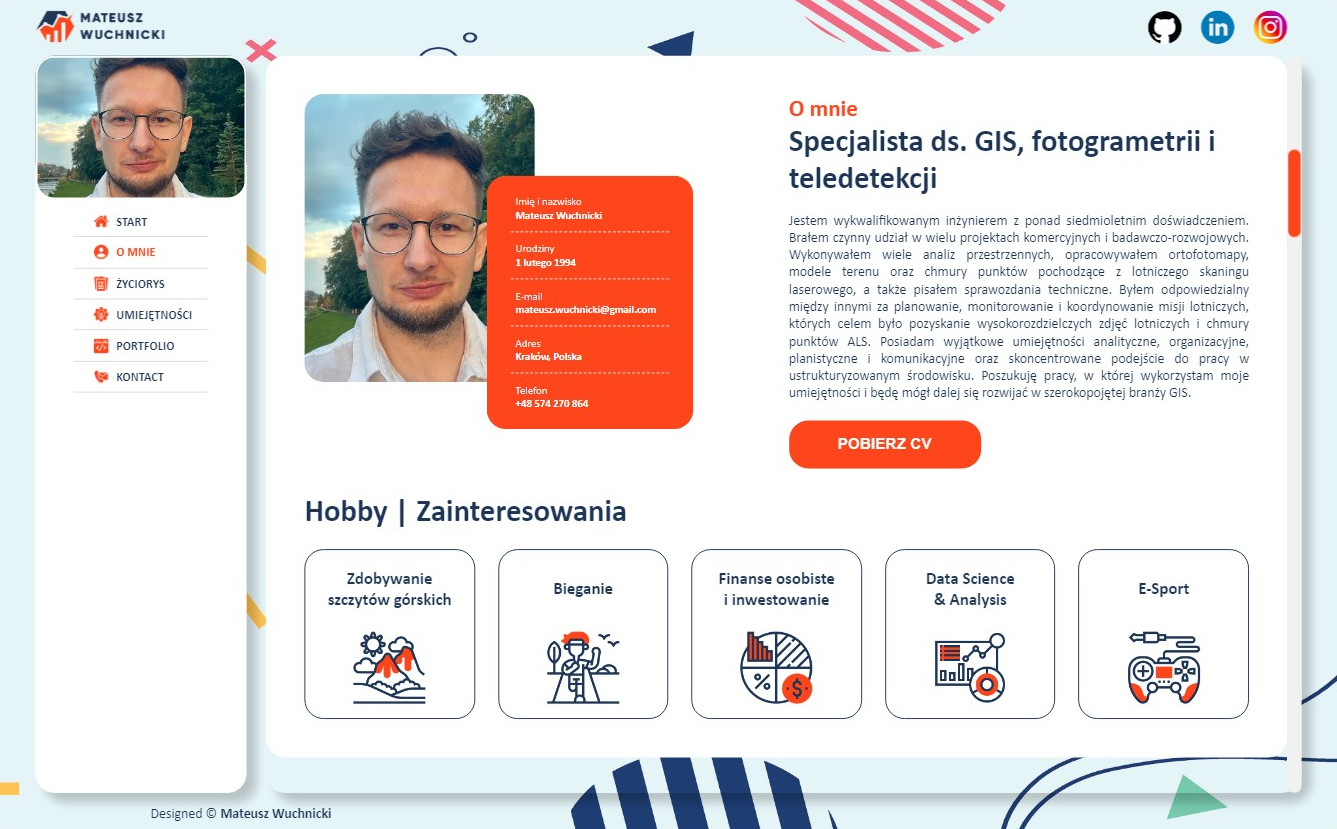 MATEUSZ
WUCHNICKI
in
START
O MNIE
ŻYCIORYS
UMIEJĘTNOŚCI
PORTFOLIO
KONTACT
Imię i nazwisko
Mateusz Wuchnicki
Urodziny
1 lutego 1994
E-mail
mateusz.wuchnicki@gmail.com
Adres
Kraków, Polska
Telefon
+48 574 270 864
O mnie
Specjalista ds. GIS, fotogrametrii i
teledetekcji
Jestem wykwalifikowanym inżynierem z ponad siedmioletnim doświadczeniem.
Brałem czynny udział w wielu projektach komercyjnych i badawczo-rozwojowych.
Wykonywałem wiele analiz przestrzennych, opracowywałem ortofotomapy,
modele terenu oraz chmury punktów pochodzące z lotniczego skaningu
laserowego, a także pisałem sprawozdania techniczne. Byłem odpowiedzialny
między innymi za planowanie, monitorowanie i koordynowanie misji lotniczych,
których celem było pozyskanie wysokorozdzielczych zdjęć lotniczych i chmury
punktów ALS. Posiadam wyjątkowe umiejętności analityczne, organizacyjne,
planistyczne i komunikacyjne oraz skoncentrowane podejście do pracy w
ustrukturyzowanym środowisku. Poszukuję pracy, w której wykorzystam moje
umiejętności i będę mógł dalej się rozwijać w szerokopojętej branży GIS.
POBIERZ CV
Hobby | Zainteresowania
Zdobywanie
szczytów górskich
Bieganie
Finanse osobiste
i inwestowanie
%
$
Data Science
& Analysis
E-Sport
Designed © Mateusz Wuchnicki